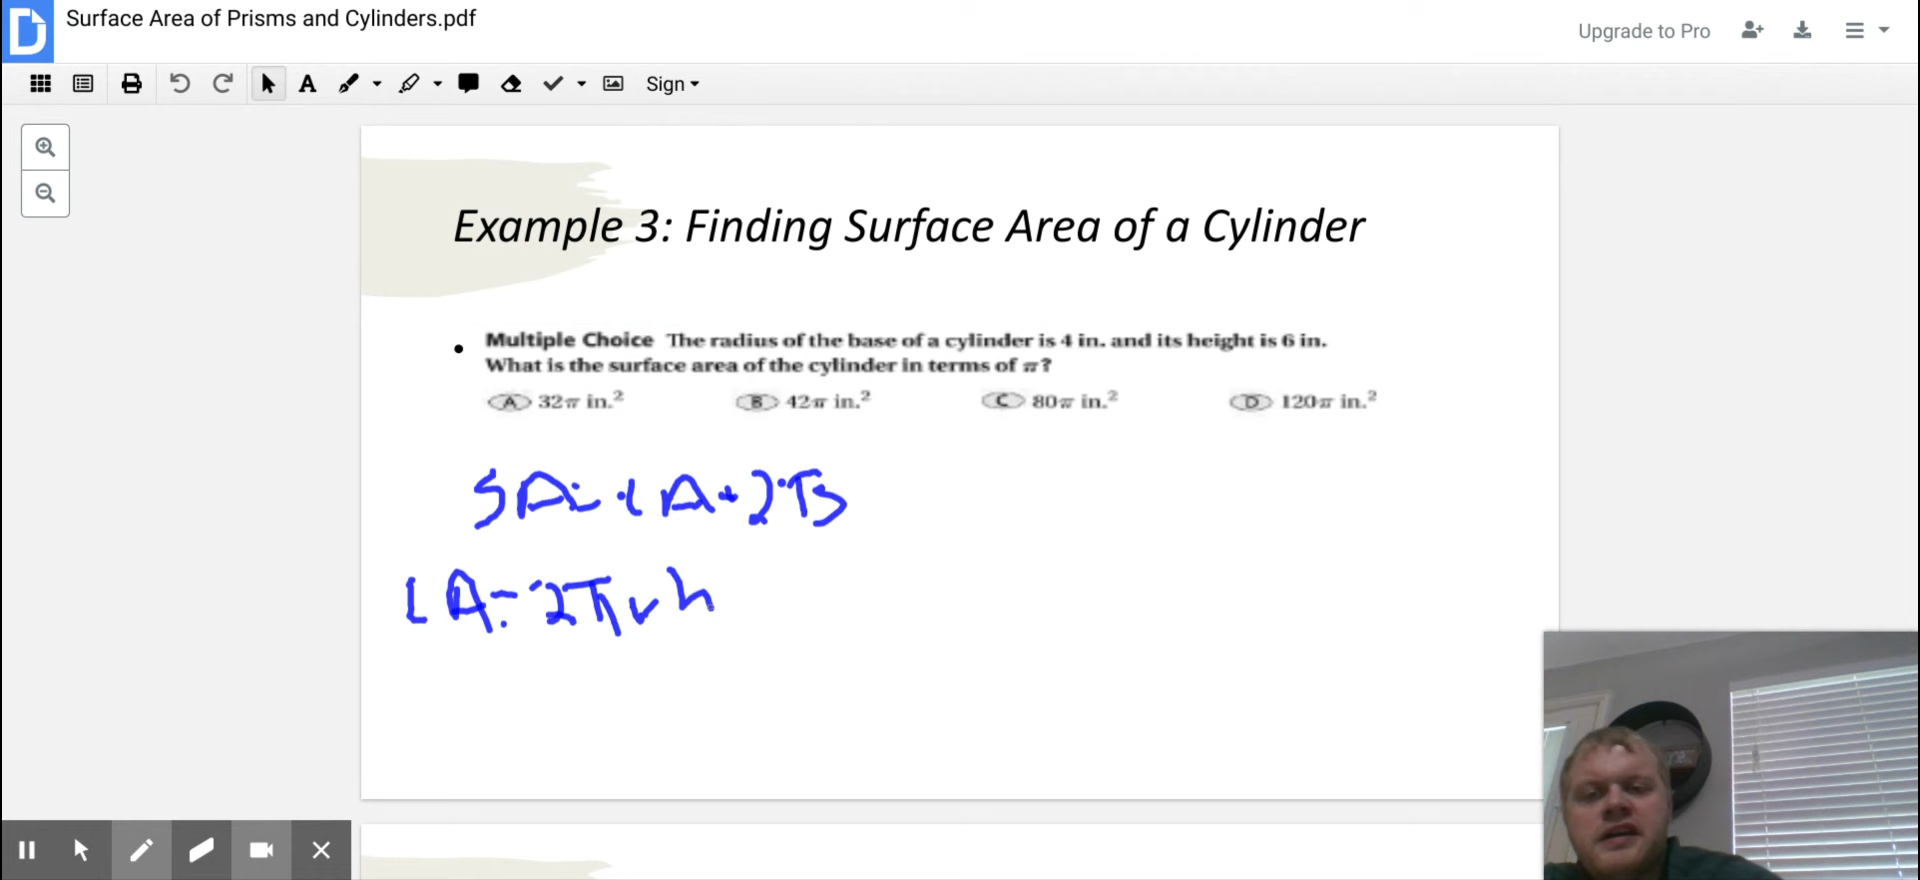 Surface Area of Prisms and Cylinders.pdf
Upgrade to Pro
A
Sign
Example 3: Finding Surface Area of a Cylinder
• Multiple Choice The radius of the base of a cylinder is 4 in. and its height is 6 in.
What is the surface area of the cylinder in terms of π?
A 32π in.² B 42π in.² C 80π in.² D 120π in.²
SA = LA + 2·B
LA = 2πrh